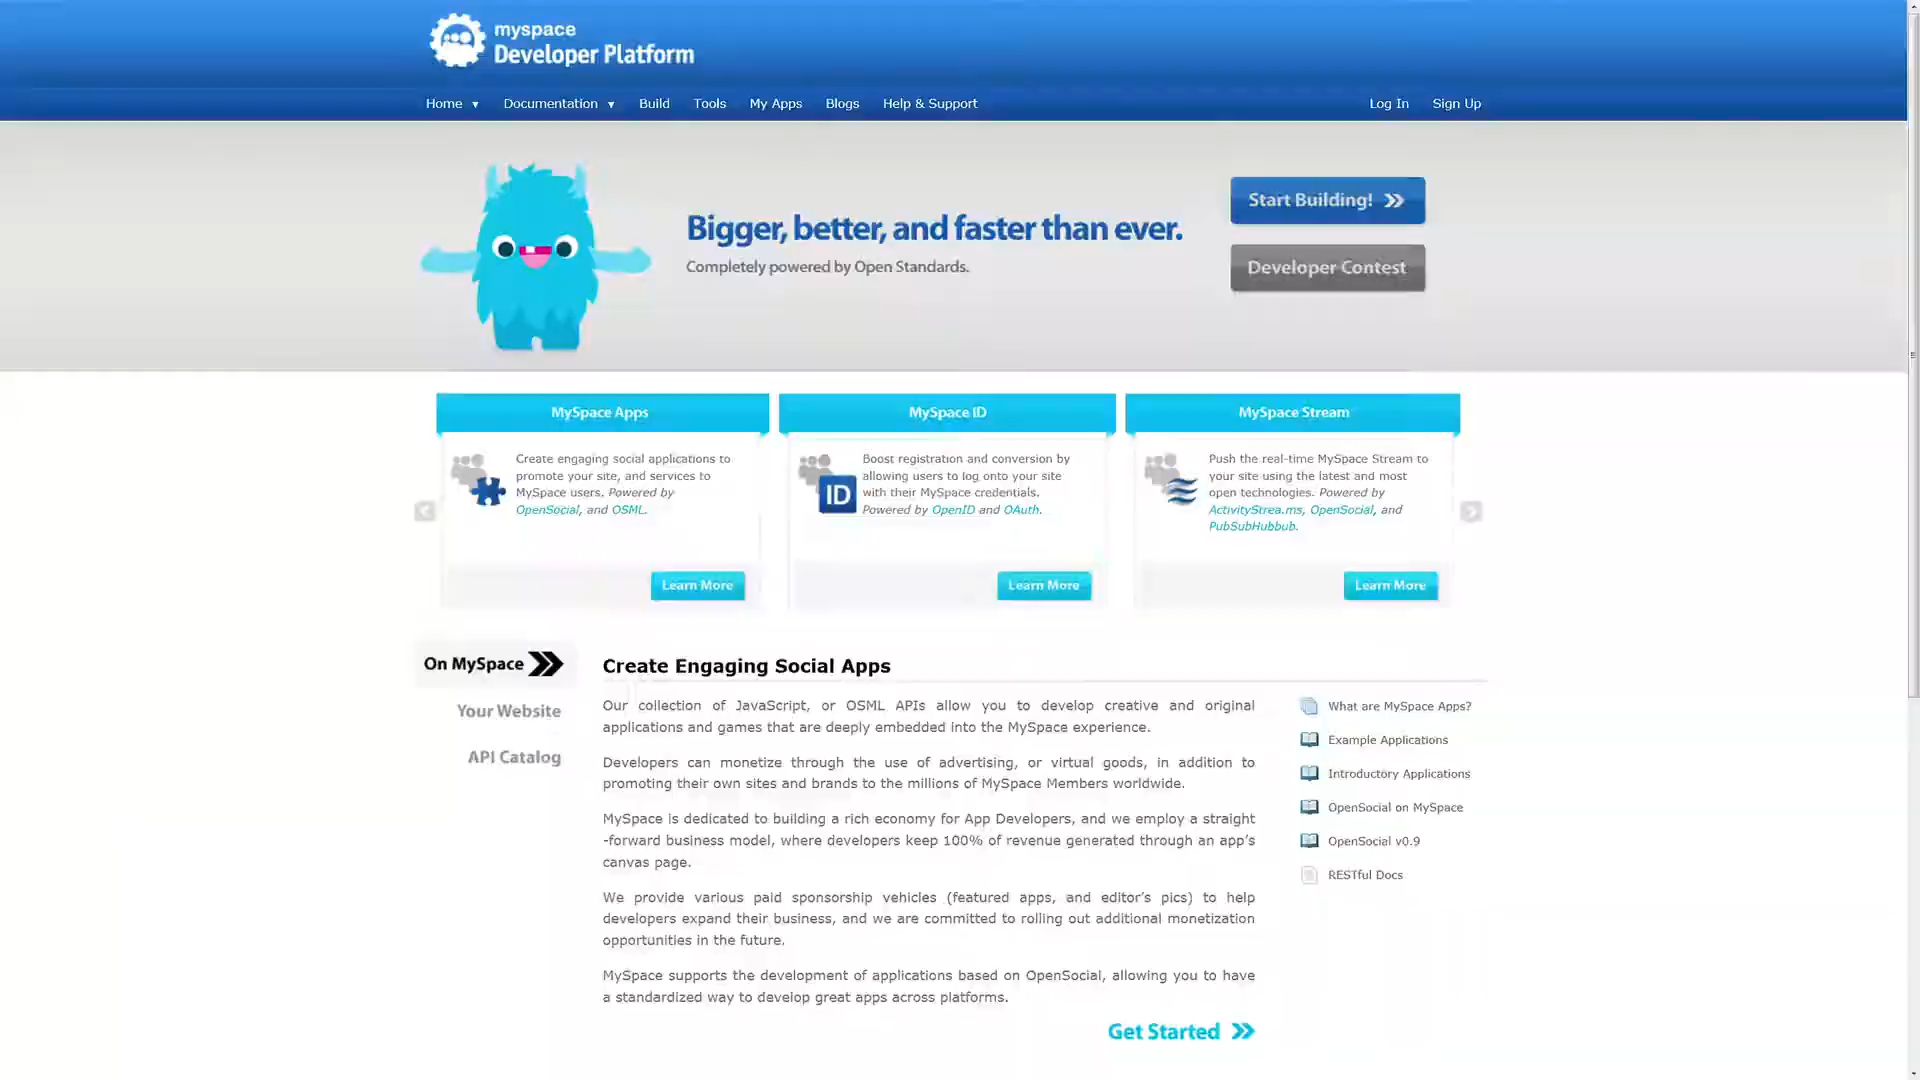 myspace
Developer Platform
Home ▼ Documentation ▼ Build Tools My Apps Blogs Help & Support Log In Sign Up
Bigger, better, and faster than ever.
Completely powered by Open Standards.
Start Building!
Developer Contest
MySpace Apps
Create engaging social applications to
promote your site, and services to
MySpace users. Powered by
OpenSocial, and OSML.
Learn More
MySpace ID
ID
Boost registration and conversion by
allowing users to log onto your site
with their MySpace credentials.
Powered by OpenID and OAuth.
Learn More
MySpace Stream
Push the real-time MySpace Stream to
your site using the latest and most
open technologies. Powered by
ActivityStrea.ms, OpenSocial, and
PubSubHubbub.
Learn More
On MySpace
Your Website
API Catalog
Create Engaging Social Apps
Our collection of JavaScript, or OSML APIs allow you to develop creative and original
applications and games that are deeply embedded into the MySpace experience.
Developers can monetize through the use of advertising, or virtual goods, in addition to
promoting their own sites and brands to the millions of MySpace Members worldwide.
MySpace is dedicated to building a rich economy for App Developers, and we employ a straight
-forward business model, where developers keep 100% of revenue generated through an app’s
canvas page.
We provide various paid sponsorship vehicles (featured apps, and editor’s pics) to help
developers expand their business, and we are committed to rolling out additional monetization
opportunities in the future.
MySpace supports the development of applications based on OpenSocial, allowing you to have
a standardized way to develop great apps across platforms.
Get Started
What are MySpace Apps?
Example Applications
Introductory Applications
OpenSocial on MySpace
OpenSocial v0.9
RESTful Docs